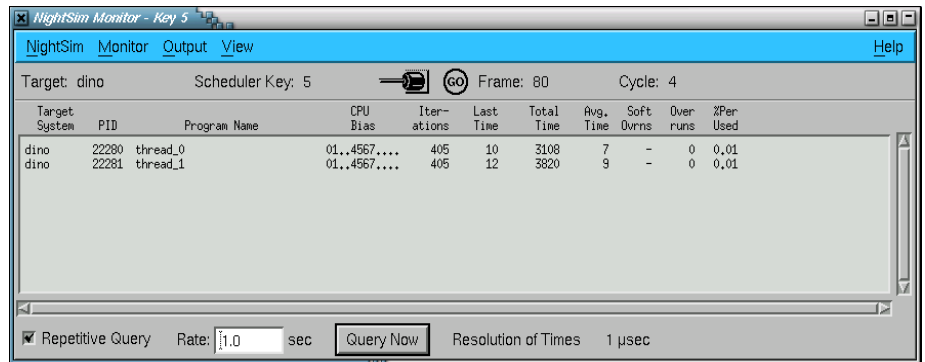 NightSim Monitor - Key 5
NightSim Monitor Output View Help
Target: dino Scheduler Key: 5 GO Frame: 80 Cycle: 4
Target CPU Iter- Last Total Avg. Soft Over %Per
System PID Program Name Bias ations Time Time Time Ovrns runs Used
dino 22280 thread_0 01..4567.... 405 10 3108 7 - 0 0.01
dino 22281 thread_1 01..4567.... 405 12 3820 9 - 0 0.01
Repetitive Query Rate: 1.0 sec Query Now Resolution of Times 1 µsec